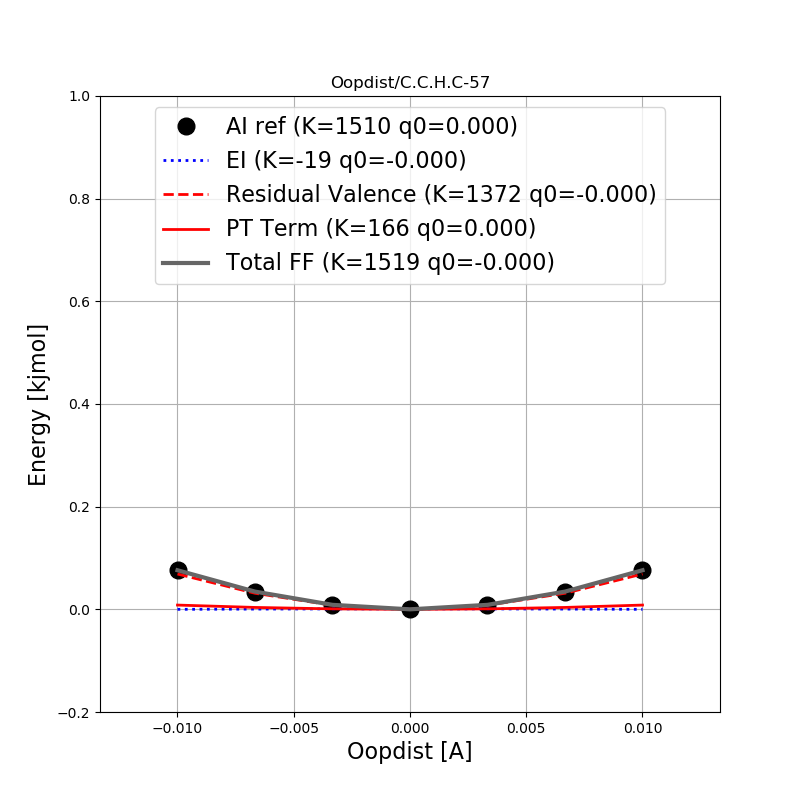 Oopdist/C.C.H.C-57
1.0
AI ref (K=1510 q0=0.000)
EI (K=-19 q0=-0.000)
Residual Valence (K=1372 q0=-0.000)
PT Term (K=166 q0=0.000)
Total FF (K=1519 q0=-0.000)
0.8
0.6
0.4
0.2
0.0
−0.2
Energy [kjmol]
−0.010 −0.005 0.000 0.005 0.010
Oopdist [A]